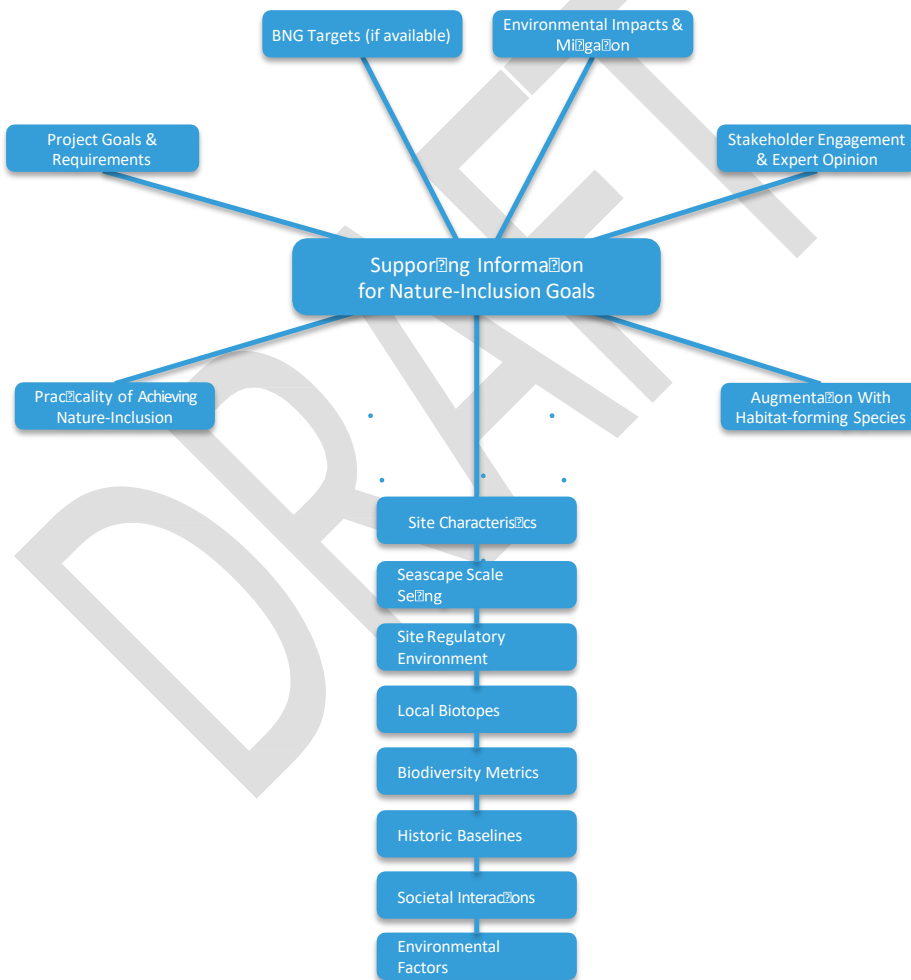 BNG Targets (if available)
Environmental Impacts &
Mi⍰ga⍰on
Project Goals &
Requirements
Stakeholder Engagement
& Expert Opinion
Suppor⍰ng Informa⍰on
for Nature-Inclusion Goals
Prac⍰cality of Achieving
Nature-Inclusion
Augmenta⍰on With
Habitat-forming Species
Site Characteris⍰cs
Seascape Scale
Se⍰ng
Site Regulatory
Environment
Local Biotopes
Biodiversity Metrics
Historic Baselines
Societal Interac⍰ons
Environmental
Factors
DRAFT